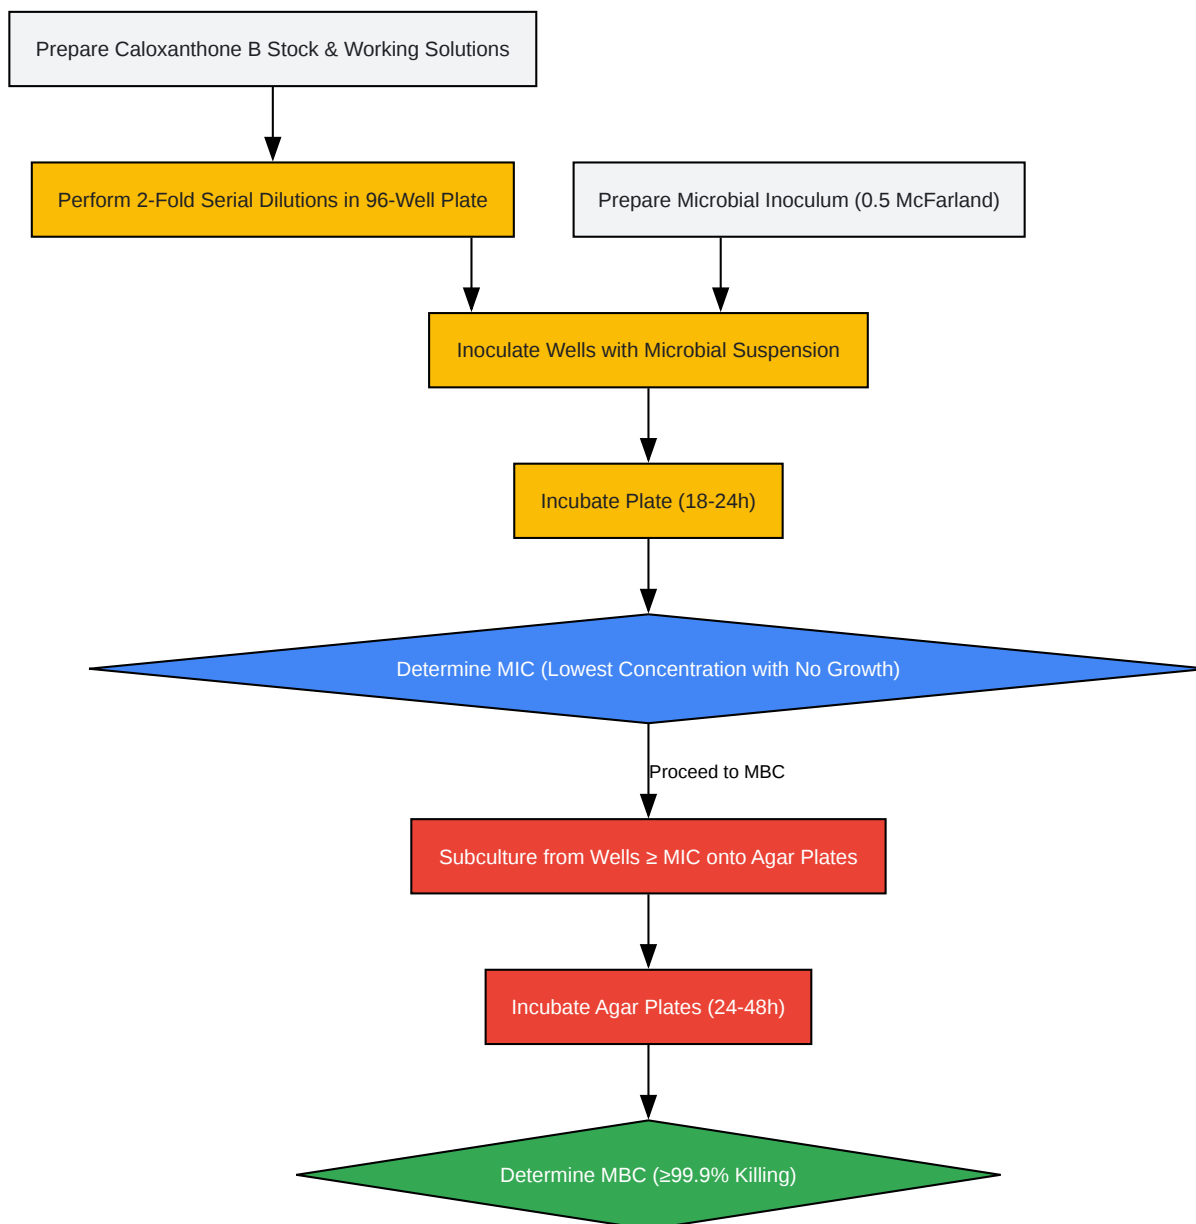 Prepare Caloxanthone B Stock & Working Solutions
Perform 2-Fold Serial Dilutions in 96-Well Plate
Prepare Microbial Inoculum (0.5 McFarland)
Inoculate Wells with Microbial Suspension
Incubate Plate (18-24h)
Determine MIC (Lowest Concentration with No Growth)
Proceed to MBC
Subculture from Wells ≥ MIC onto Agar Plates
Incubate Agar Plates (24-48h)
Determine MBC (≥99.9% Killing)